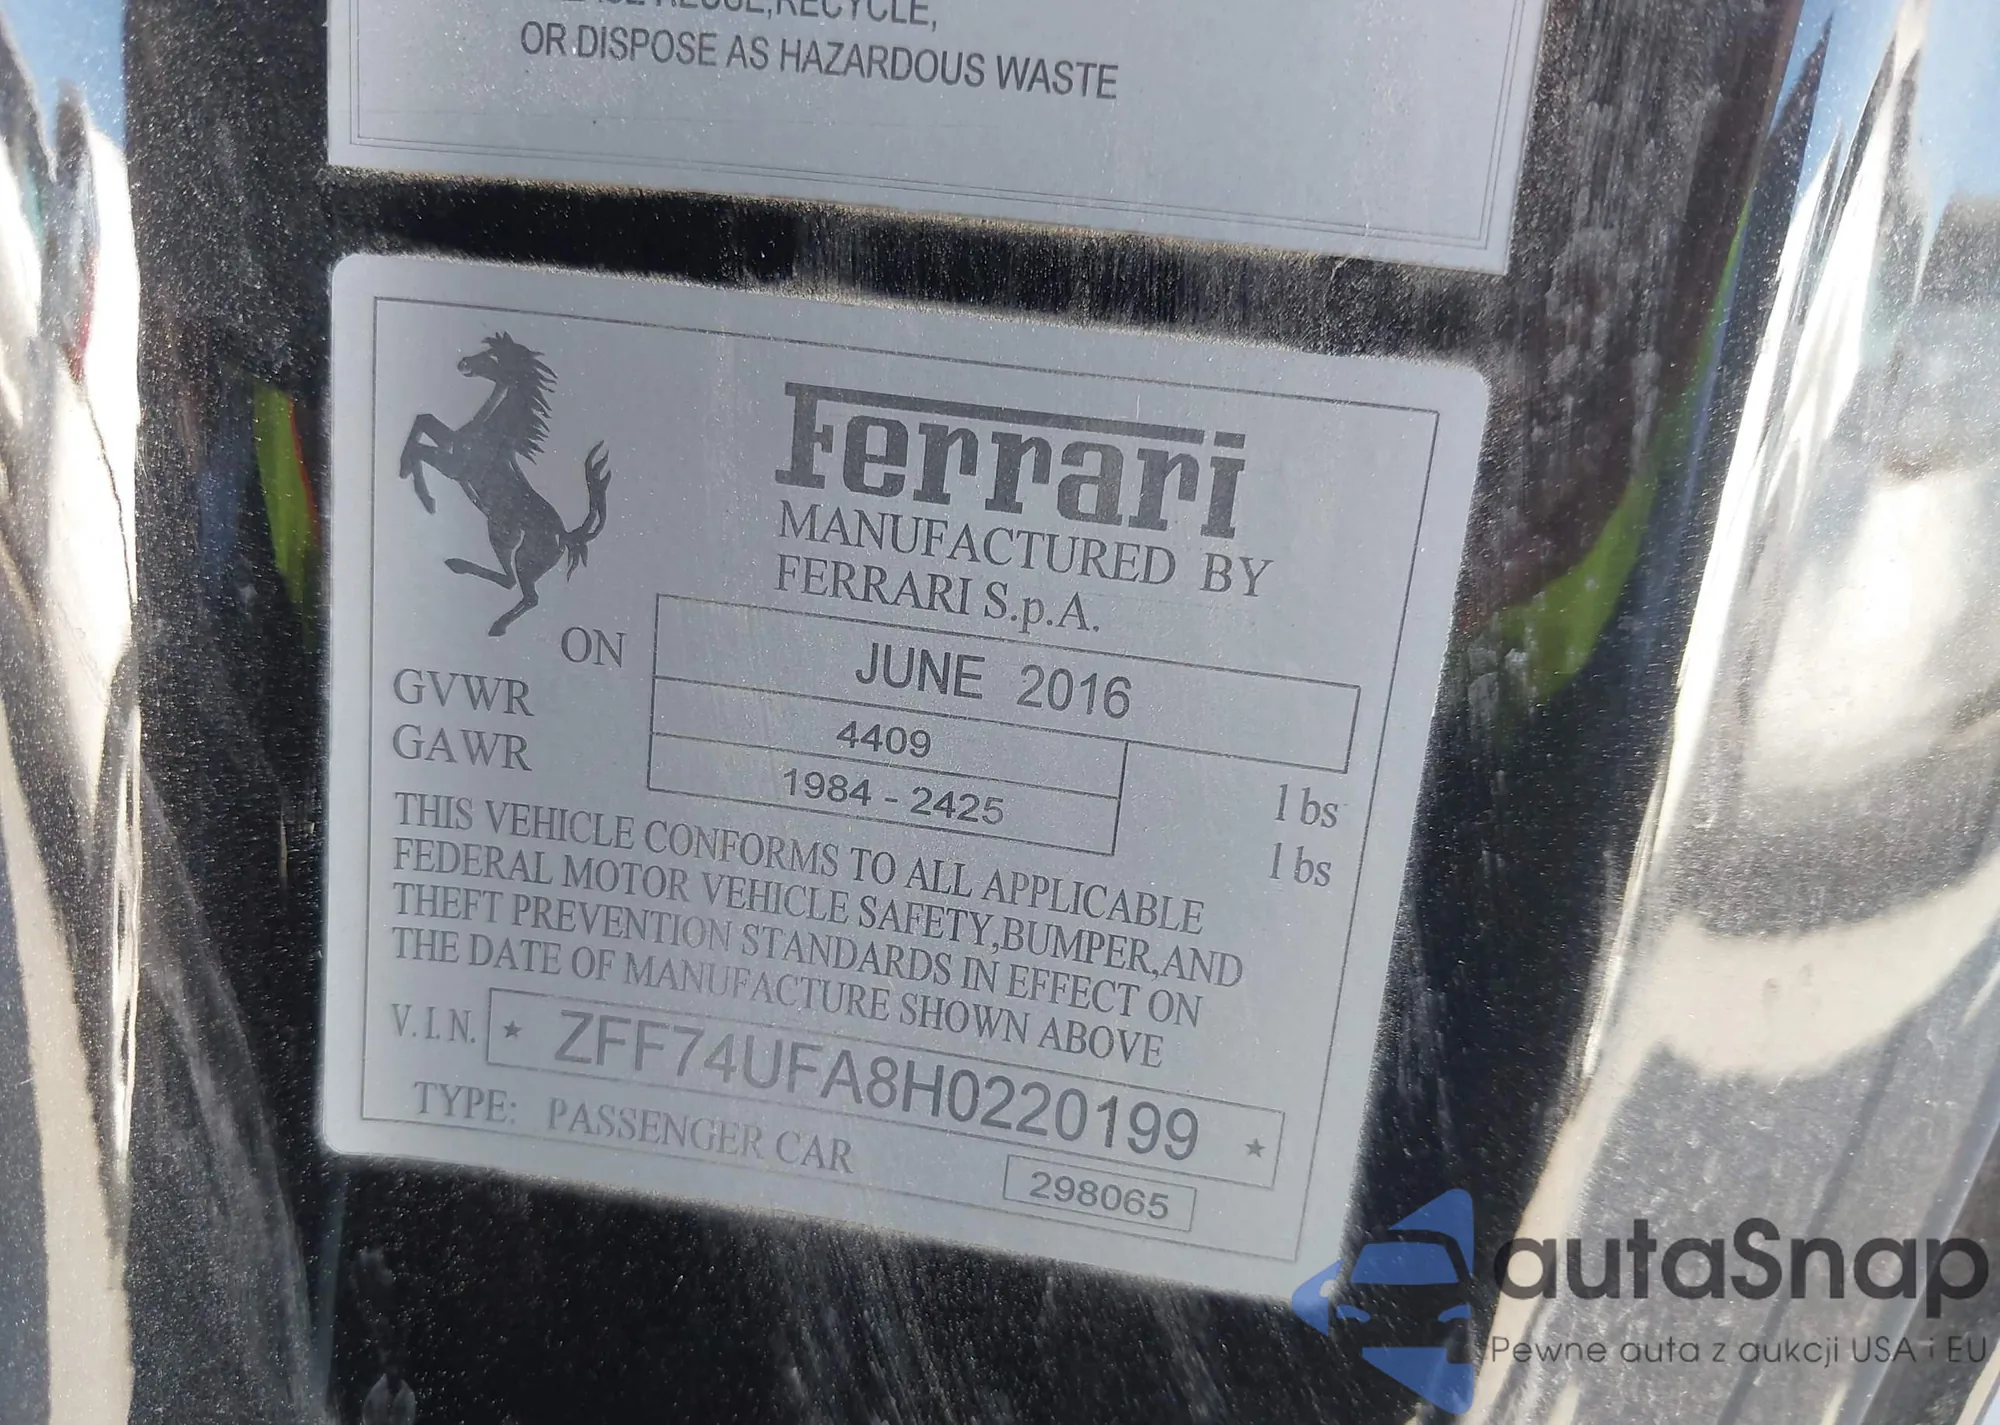 REUSE,RECYCLE,
OR DISPOSE AS HAZARDOUS WASTE
Ferrari
MANUFACTURED BY
FERRARI S.p.A.
ON JUNE 2016
GVWR 4409 lbs
GAWR 1984 - 2425 lbs
THIS VEHICLE CONFORMS TO ALL APPLICABLE
FEDERAL MOTOR VEHICLE SAFETY,BUMPER,AND
THEFT PREVENTION STANDARDS IN EFFECT ON
THE DATE OF MANUFACTURE SHOWN ABOVE
V.I.N. * ZFF74UFA8H0220199 *
TYPE: PASSENGER CAR
298065
autaSnap
Pewne auta z aukcji USA i EU